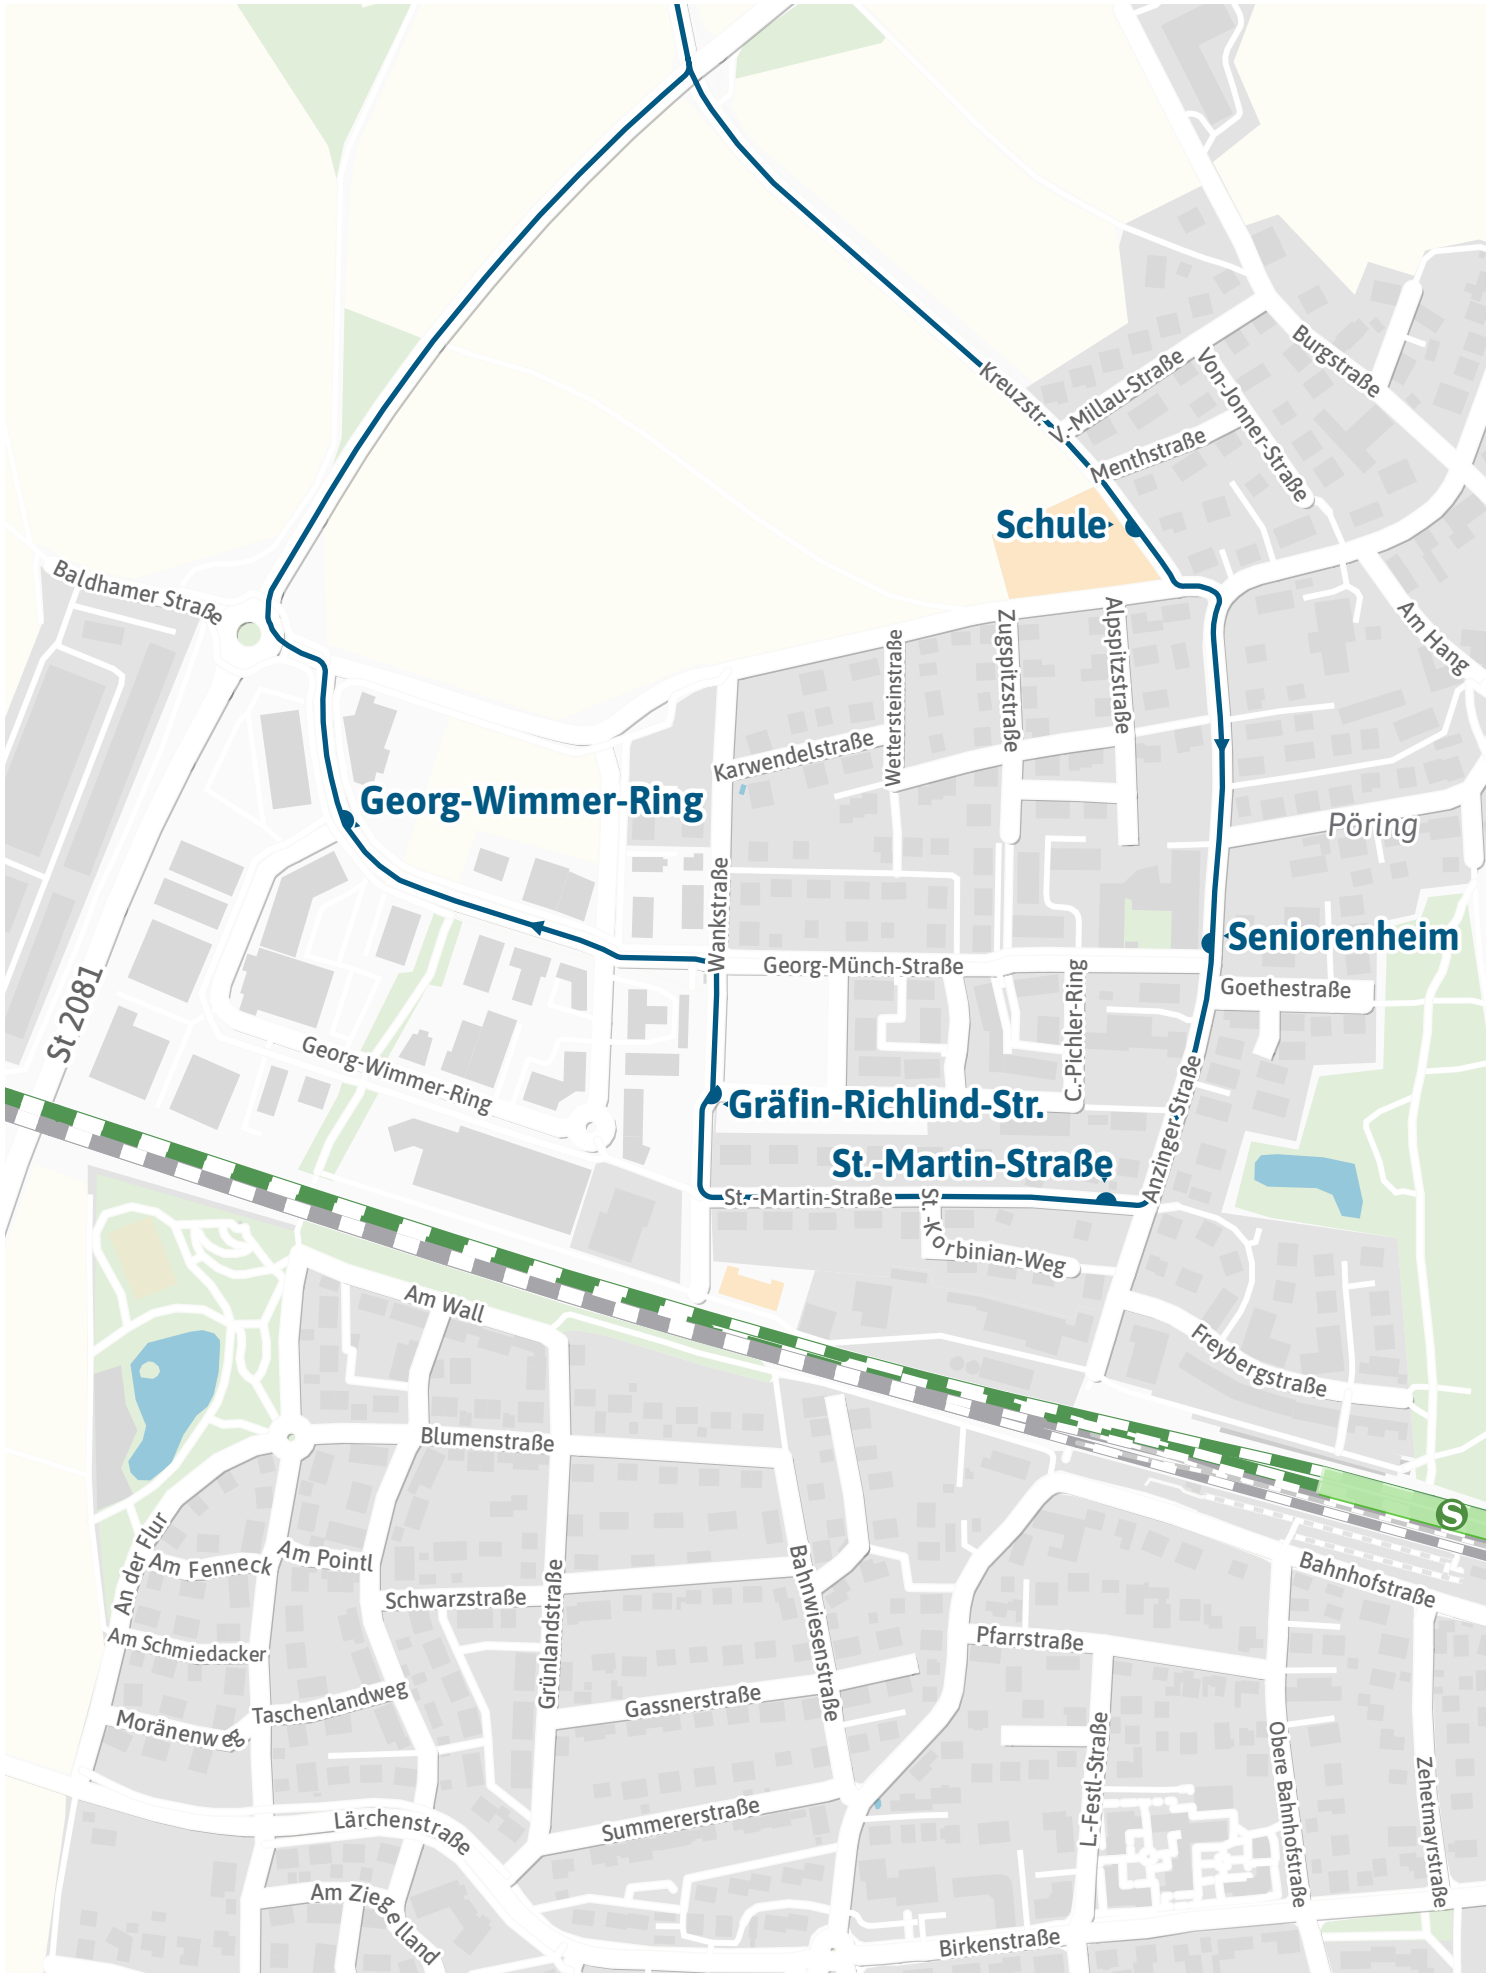 Kreuzstr.
V.-Millau-Straße
Von-Jonner-Straße
Burgstraße
Menthstraße
Schule
Baldhamer Straße
Zugspitzstraße
Alpspitzstraße
Am Hang
Wettersteinstraße
Karwendelstraße
Georg-Wimmer-Ring
Pöring
Wankstraße
Seniorenheim
Georg-Münch-Straße
Goethestraße
St 2081
C.-Pichler-Ring
Georg-Wimmer-Ring
Gräfin-Richlind-Str.
Anzinger Straße
St.-Martin-Straße
St.-Martin-Straße
St.-Korbinian-Weg
Am Wall
Freybergstraße
Blumenstraße
S
An der Flur
Am Fenneck
Am Pointl
Bahnwiesenstraße
Bahnhofstraße
Schwarzstraße
Grünlandstraße
Am Schmiedacker
Pfarrstraße
Taschenlandweg
Gassnerstraße
Moränenweg
L.-Festl-Straße
Obere Bahnhofstraße
Zehetmayrstraße
Lärchenstraße
Summererstraße
Am Ziegelland
Birkenstraße